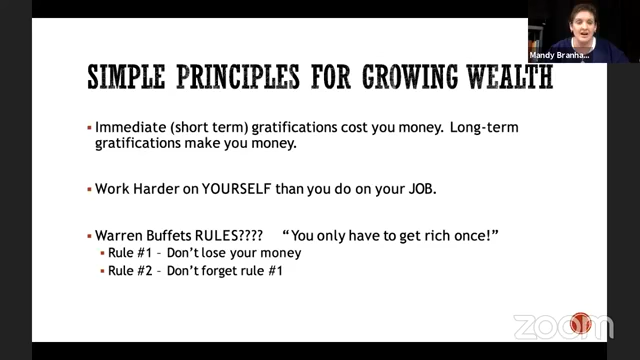 Mandy Branha...
SIMPLE PRINCIPLES FOR GROWING WEALTH
▪ Immediate (short term) gratifications cost you money. Long-term
gratifications make you money.
▪ Work Harder on YOURSELF than you do on your JOB.
▪ Warren Buffets RULES???? “You only have to get rich once!”
▪ Rule #1 – Don’t lose your money
▪ Rule #2 – Don’t forget rule #1
zoom